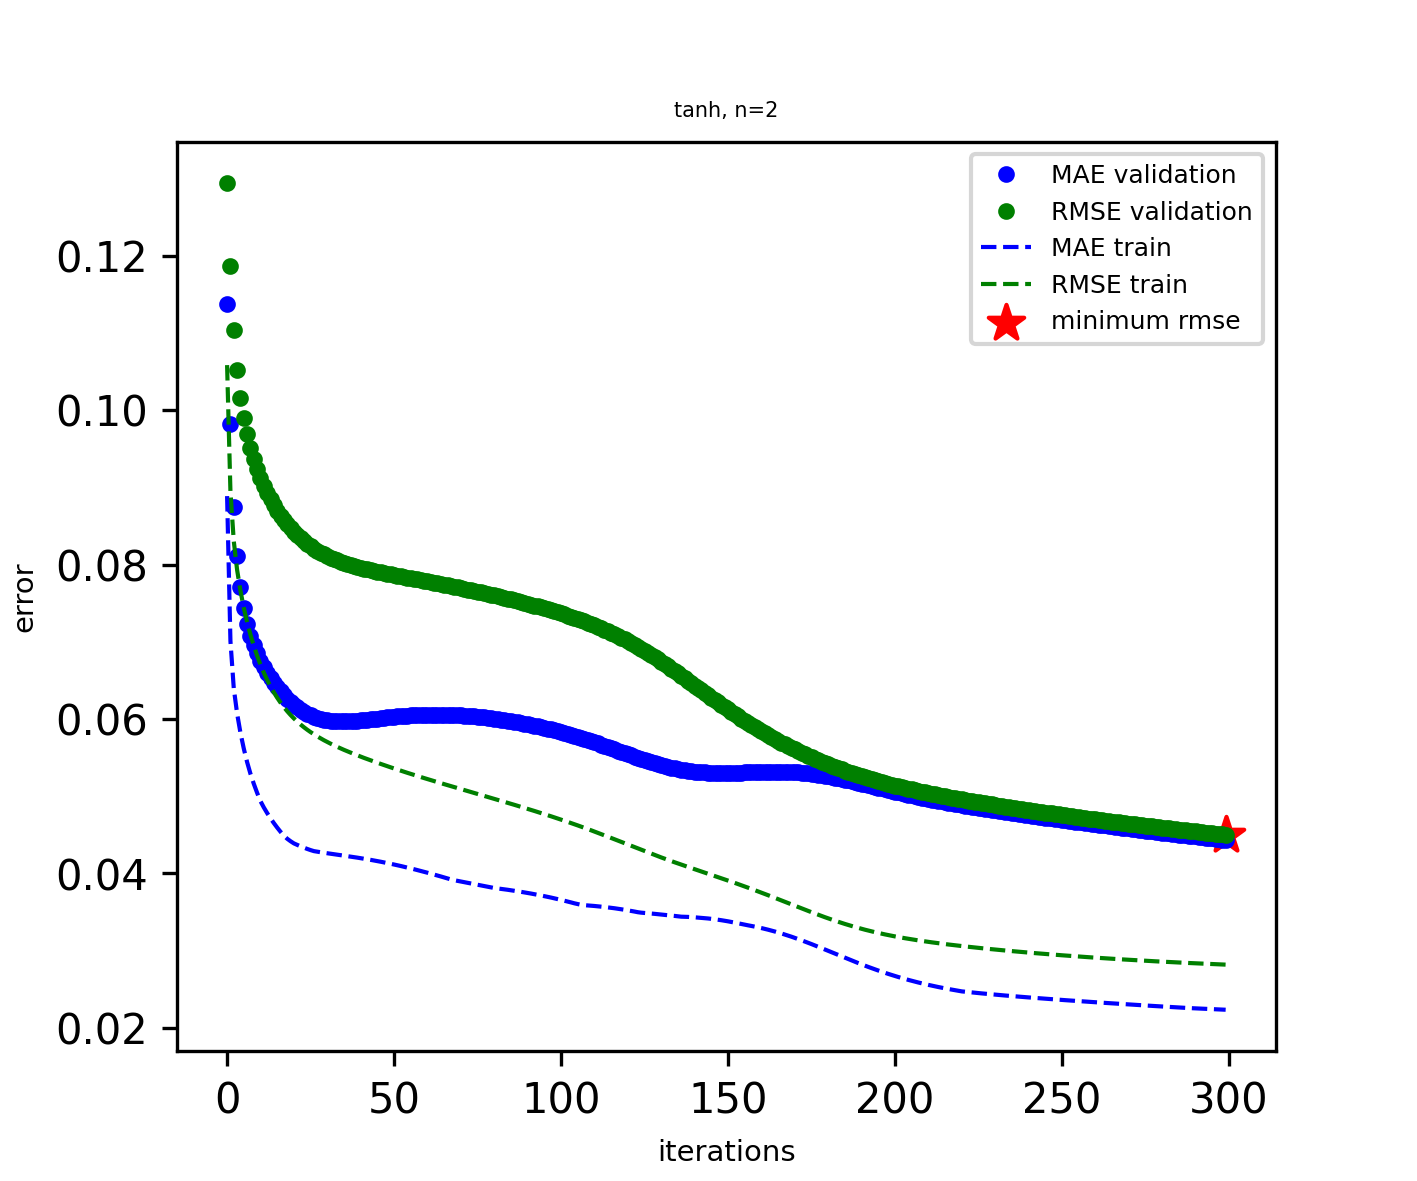 tanh, n=2
MAE validation
RMSE validation
MAE train
RMSE train
minimum rmse
error
0.12
0.10
0.08
0.06
0.04
0.02
0 50 100 150 200 250 300
iterations